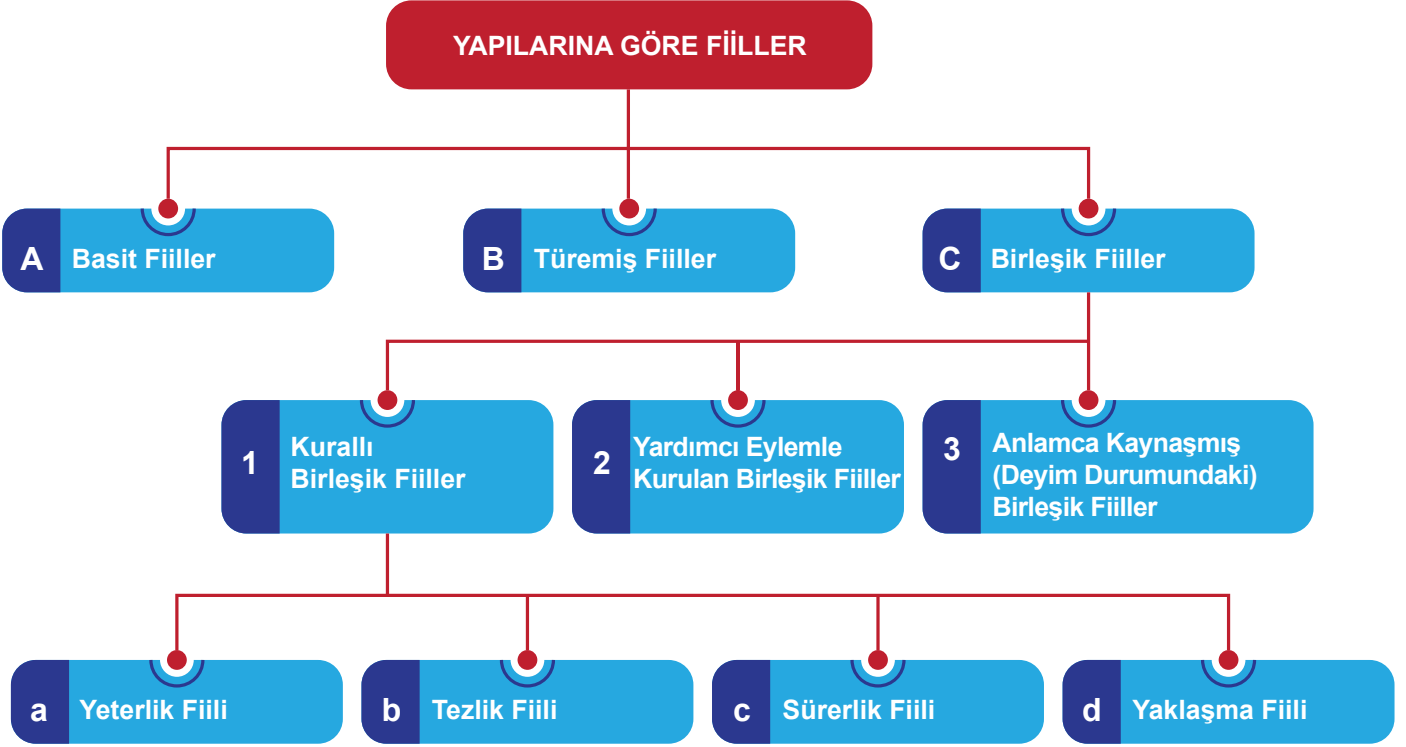 YAPILARINA GÖRE FİİLLER
A Basit Fiiller
B Türemiş Fiiller
C Birleşik Fiiller
1 Kurallı
Birleşik Fiiller
2 Yardımcı Eylemle
Kurulan Birleşik Fiiller
3 Anlamca Kaynaşmış
(Deyim Durumundaki)
Birleşik Fiiller
a Yeterlik Fiili
b Tezlik Fiili
c Sürerlik Fiili
d Yaklaşma Fiili